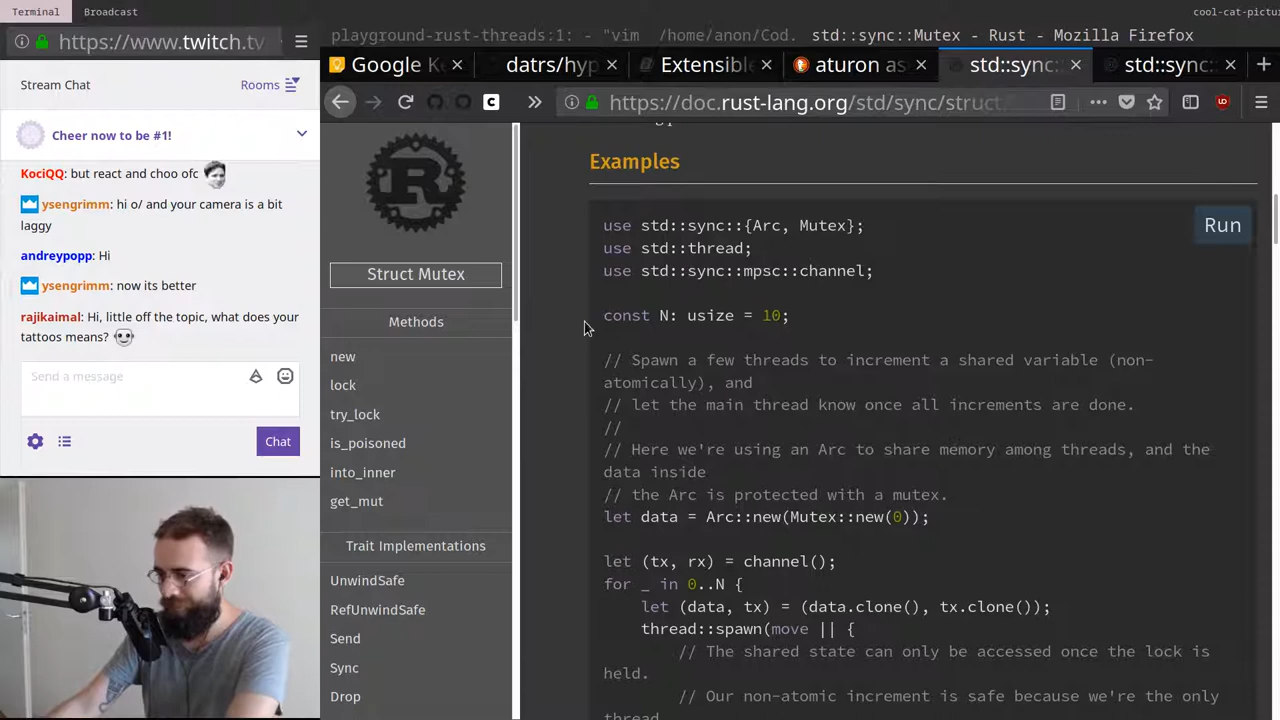 Terminal
Broadcast
cool-cat-pictu
https://www.twitch.tv
playground-rust-threads:1: - "vim
/home/anon/Cod.
std::sync::Mutex - Rust - Mozilla Firefox
Google K
datrs/hyp
Extensible
aturon as
std::sync:
std::sync:
https://doc.rust-lang.org/std/sync/struct
Stream Chat
Rooms
Cheer now to be #1!
KociQQ: but react and choo ofc
ysengrimm: hi o/ and your camera is a bit
laggy
andreypopp: Hi
ysengrimm: now its better
rajikaimal: Hi, little off the topic, what does your
tattoos means?
Send a message
Chat
R
Struct Mutex
Methods
new
lock
try_lock
is_poisoned
into_inner
get_mut
Trait Implementations
UnwindSafe
RefUnwindSafe
Send
Sync
Drop
Examples
Run
use std::sync::{Arc, Mutex};
use std::thread;
use std::sync::mpsc::channel;
const N: usize = 10;
// Spawn a few threads to increment a shared variable (non-
atomically), and
// let the main thread know once all increments are done.
//
// Here we're using an Arc to share memory among threads, and the
data inside
// the Arc is protected with a mutex.
let data = Arc::new(Mutex::new(0));
let (tx, rx) = channel();
for _ in 0..N {
let (data, tx) = (data.clone(), tx.clone());
thread::spawn(move || {
// The shared state can only be accessed once the lock is
held.
// Our non-atomic increment is safe because we're the only
thread